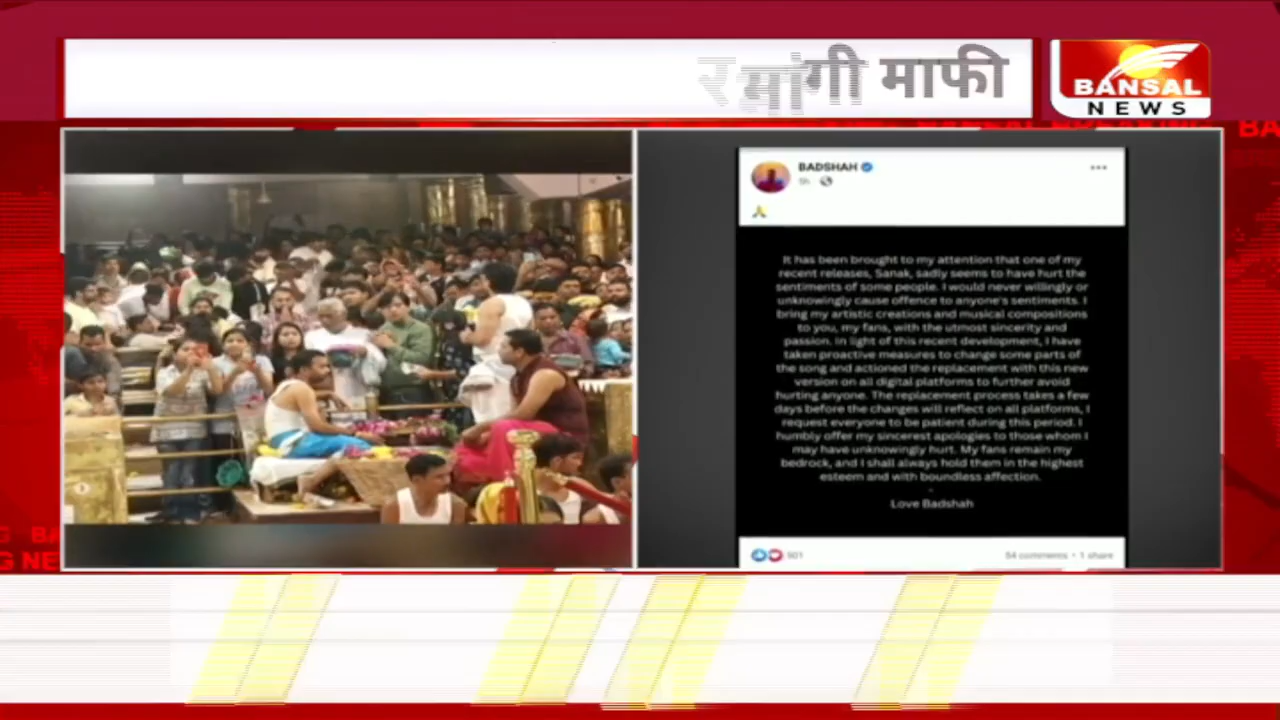 मांगी माफी
BANSAL
NEWS
BADSHAH
5h
🙏
It has been brought to my attention that one of my
recent releases, Sanak, sadly seems to have hurt the
sentiments of some people. I would never willingly or
unknowingly cause offence to anyone's sentiments. I
bring my artistic creations and musical compositions
to you, my fans, with the utmost sincerity and
passion. In light of this recent development, I have
taken proactive measures to change some parts of
the song and actioned the replacement with this new
version on all digital platforms to further avoid
hurting anyone. The replacement process takes a few
days before the changes will reflect on all platforms, I
request everyone to be patient during this period. I
humbly offer my sincerest apologies to those whom I
may have unknowingly hurt. My fans remain my
bedrock, and I shall always hold them in the highest
esteem and with boundless affection.
-
Love Badshah
901
54 comments • 1 share